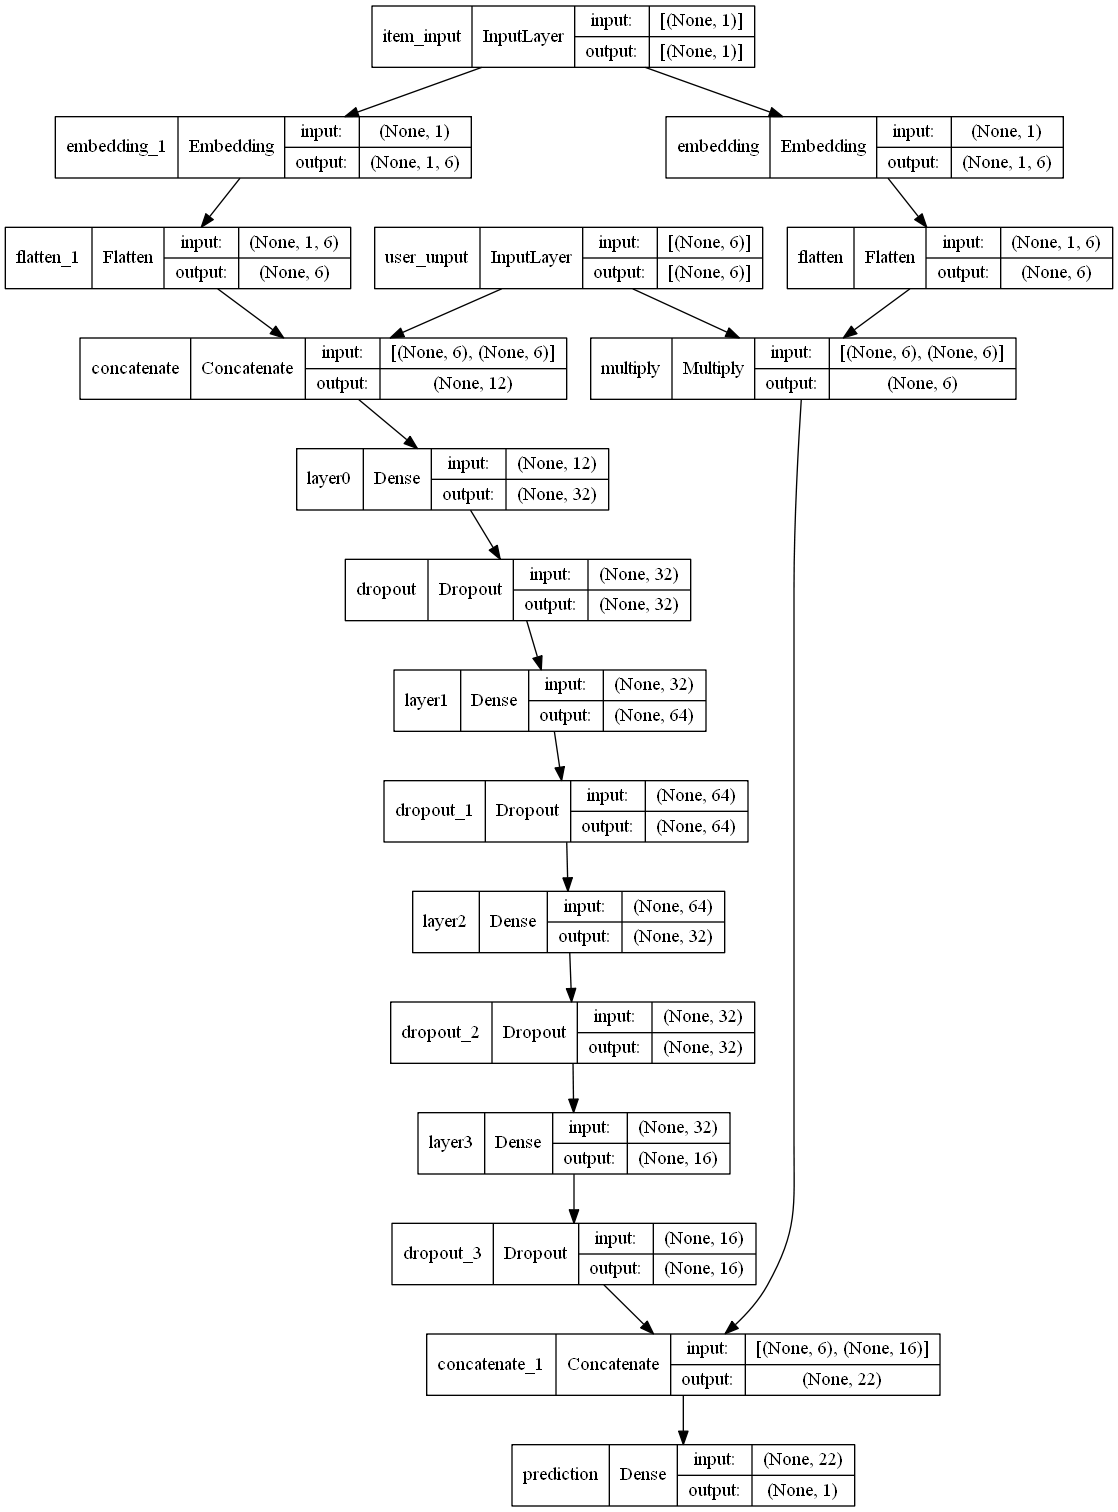 item_input InputLayer input: [(None, 1)]
output: [(None, 1)]
embedding_1 Embedding input: (None, 1)
output: (None, 1, 6)
embedding Embedding input: (None, 1)
output: (None, 1, 6)
flatten_1 Flatten input: (None, 1, 6)
output: (None, 6)
user_unput InputLayer input: [(None, 6)]
output: [(None, 6)]
flatten Flatten input: (None, 1, 6)
output: (None, 6)
concatenate Concatenate input: [(None, 6), (None, 6)]
output: (None, 12)
multiply Multiply input: [(None, 6), (None, 6)]
output: (None, 6)
layer0 Dense input: (None, 12)
output: (None, 32)
dropout Dropout input: (None, 32)
output: (None, 32)
layer1 Dense input: (None, 32)
output: (None, 64)
dropout_1 Dropout input: (None, 64)
output: (None, 64)
layer2 Dense input: (None, 64)
output: (None, 32)
dropout_2 Dropout input: (None, 32)
output: (None, 32)
layer3 Dense input: (None, 32)
output: (None, 16)
dropout_3 Dropout input: (None, 16)
output: (None, 16)
concatenate_1 Concatenate input: [(None, 6), (None, 16)]
output: (None, 22)
prediction Dense input: (None, 22)
output: (None, 1)